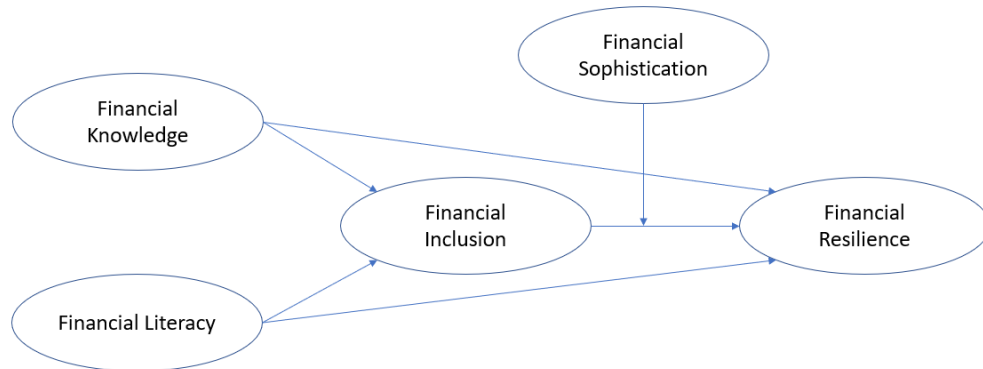 Financial
Sophistication
Financial
Knowledge
Financial
Inclusion
Financial
Resilience
Financial Literacy